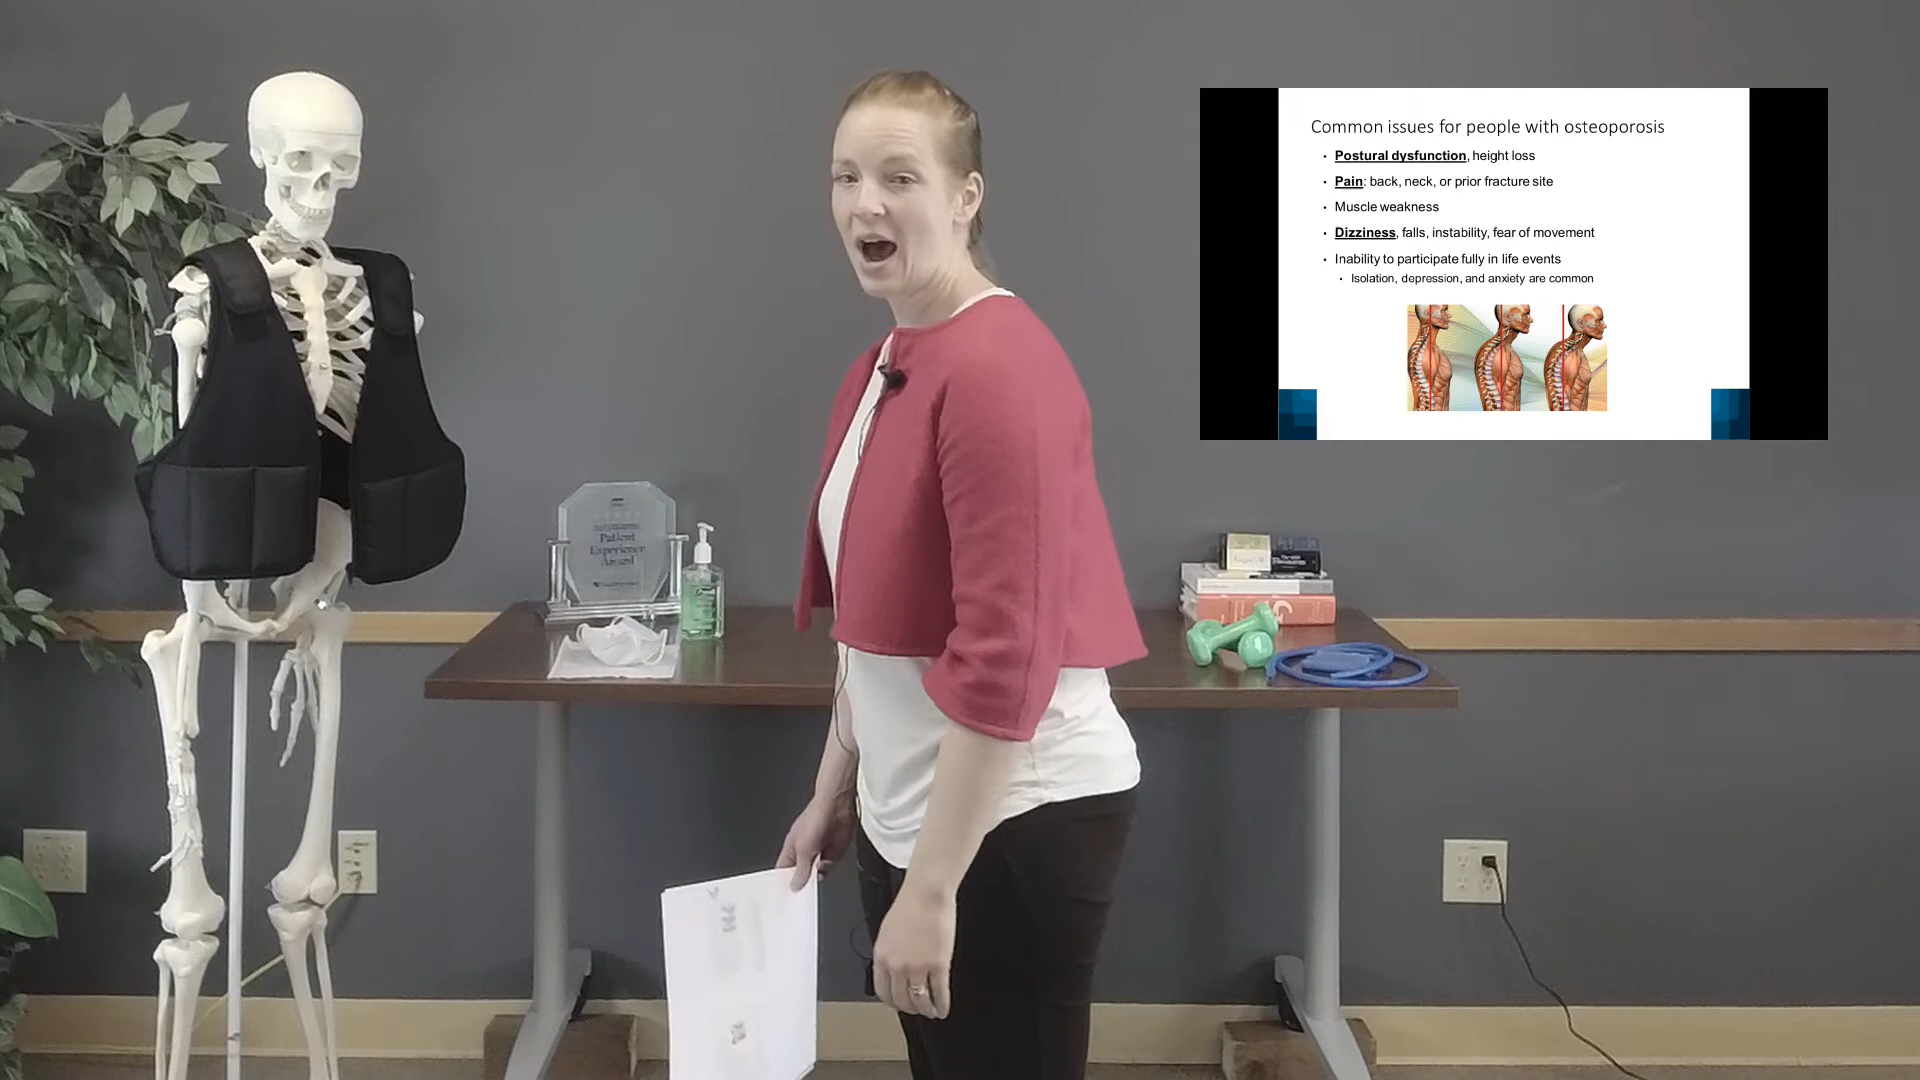 Common issues for people with osteoporosis
• Postural dysfunction, height loss
• Pain: back, neck, or prior fracture site
• Muscle weakness
• Dizziness, falls, instability, fear of movement
• Inability to participate fully in life events
• Isolation, depression, and anxiety are common
Patient
Experience
Award